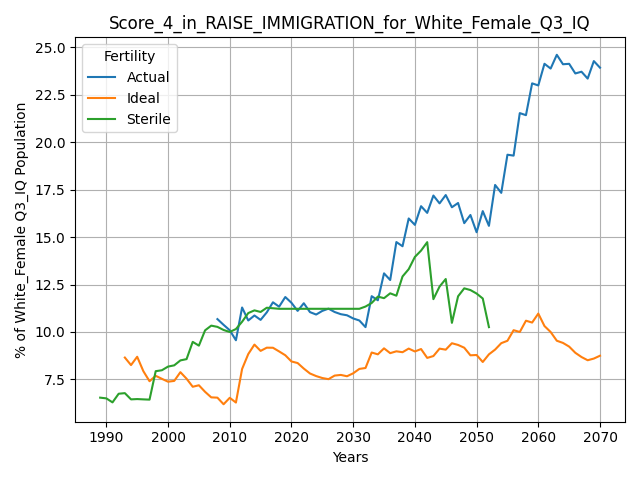 Score_4_in_RAISE_IMMIGRATION_for_White_Female_Q3_IQ
% of White_Female Q3_IQ Population
25.0
22.5
20.0
17.5
15.0
12.5
10.0
7.5
Fertility
Actual
Ideal
Sterile
1990 2000 2010 2020 2030 2040 2050 2060 2070
Years